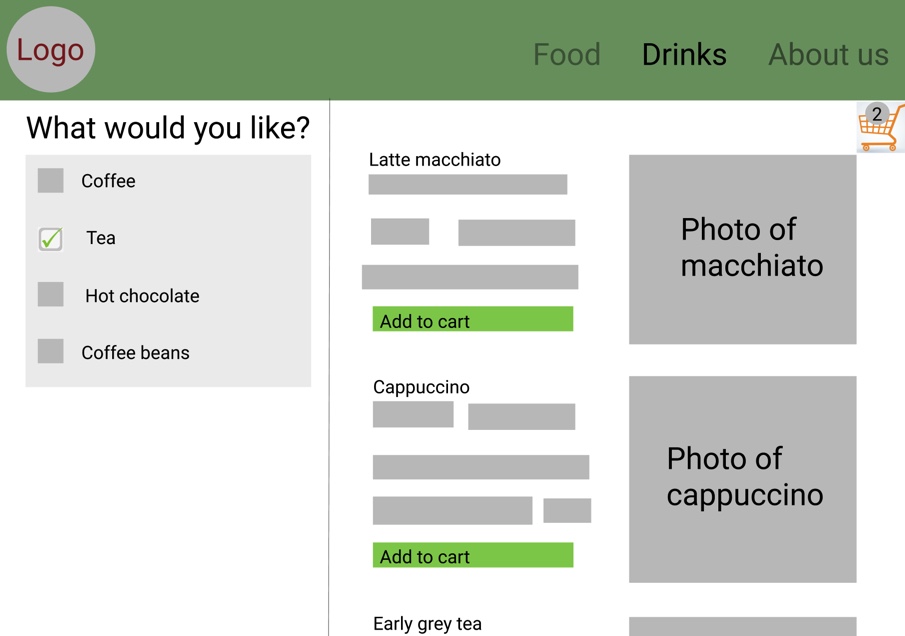 Logo
Food Drinks About us
2
What would you like?
Coffee
Tea
Hot chocolate
Coffee beans
Latte macchiato
Add to cart
Photo of
macchiato
Cappuccino
Add to cart
Photo of
cappuccino
Early grey tea